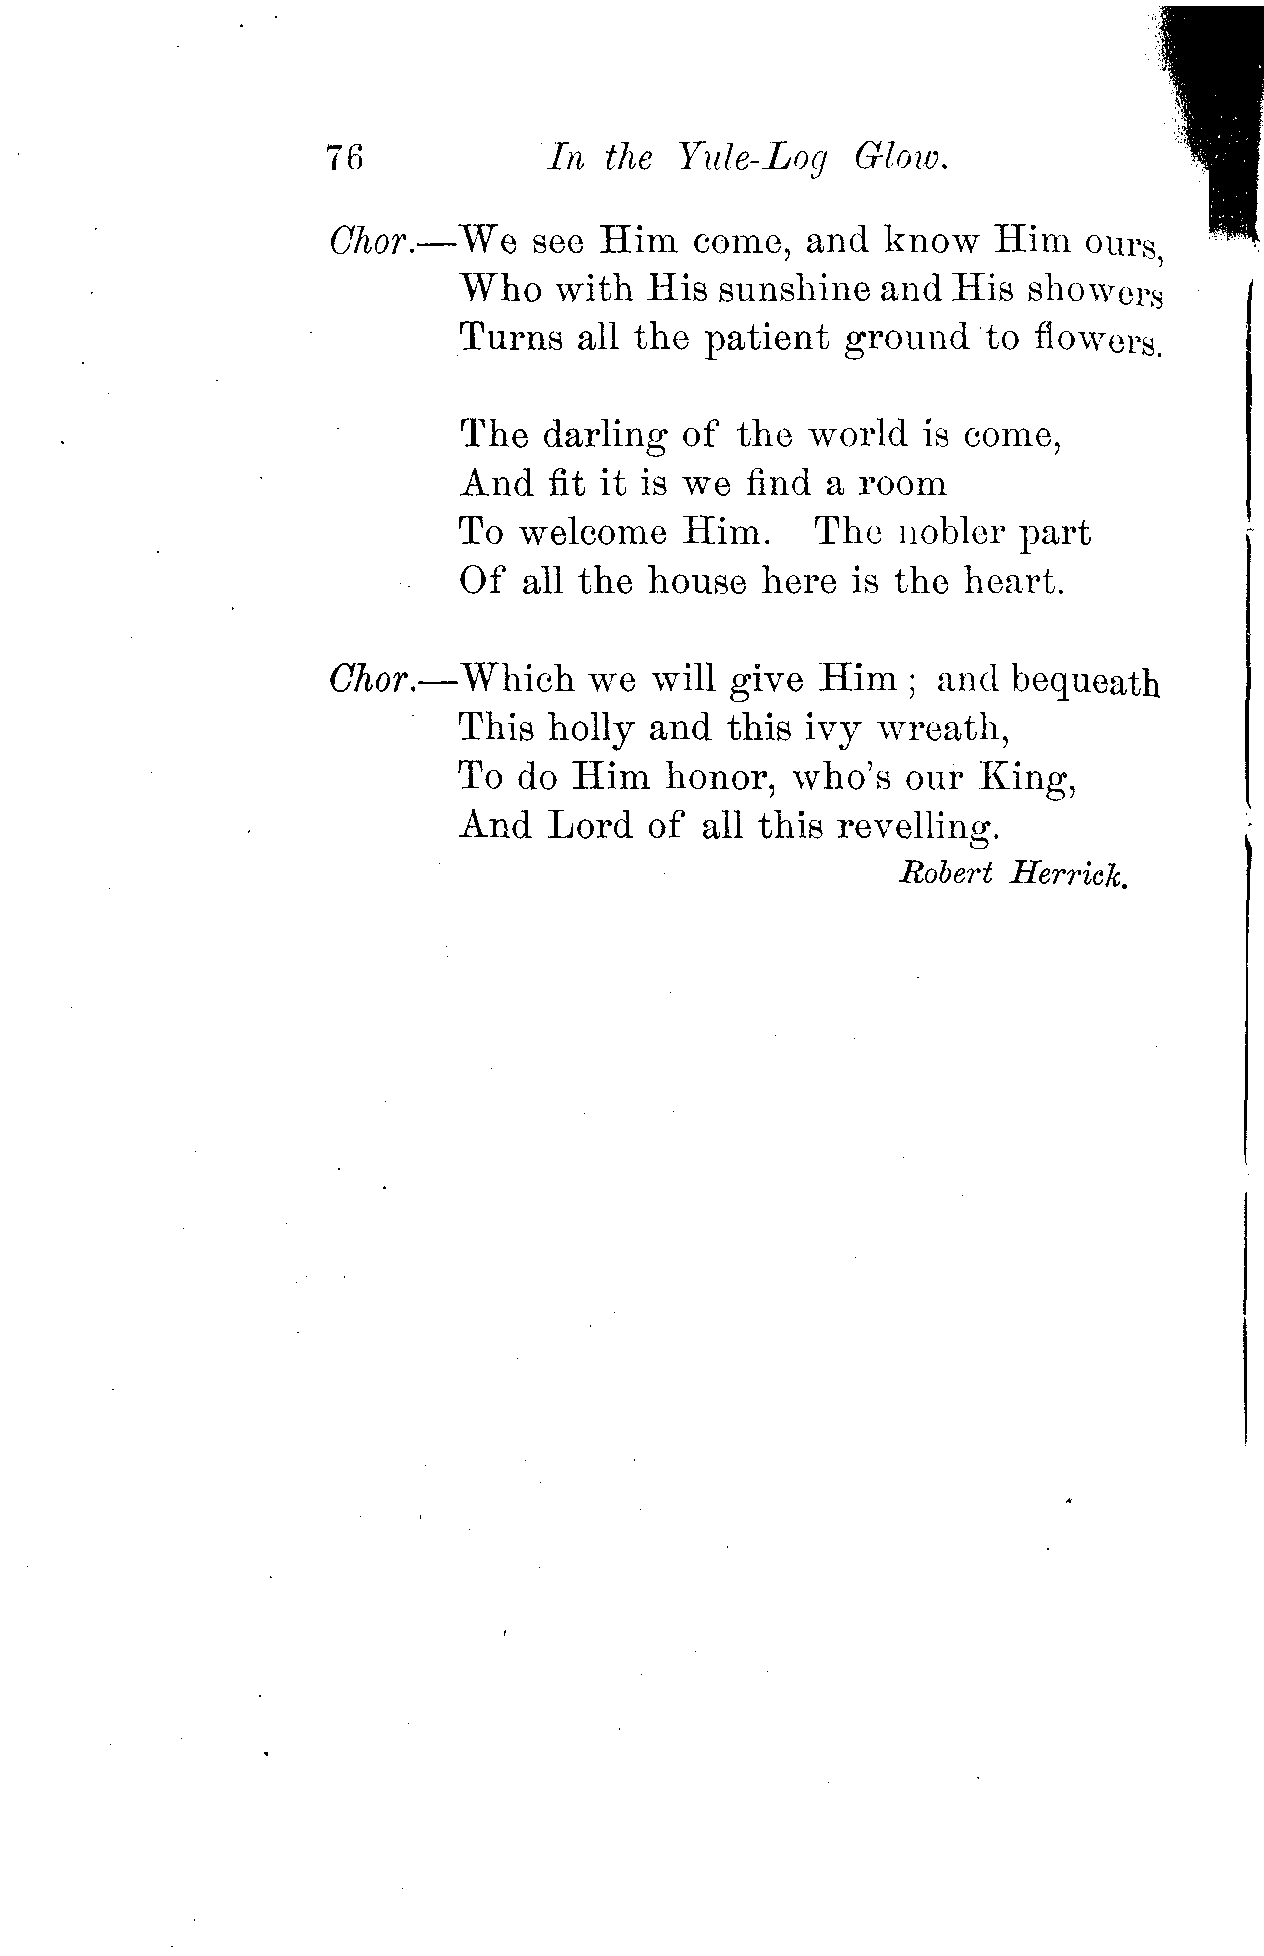 76 In the Yule-Log Glow.
Chor.—We see Him come, and know Him ours,
Who with His sunshine and His showers
Turns all the patient ground to flowers.
The darling of the world is come,
And fit it is we find a room
To welcome Him. The nobler part
Of all the house here is the heart.
Chor.—Which we will give Him ; and bequeath
This holly and this ivy wreath,
To do Him honor, who's our King,
And Lord of all this revelling.
Robert Herrick.